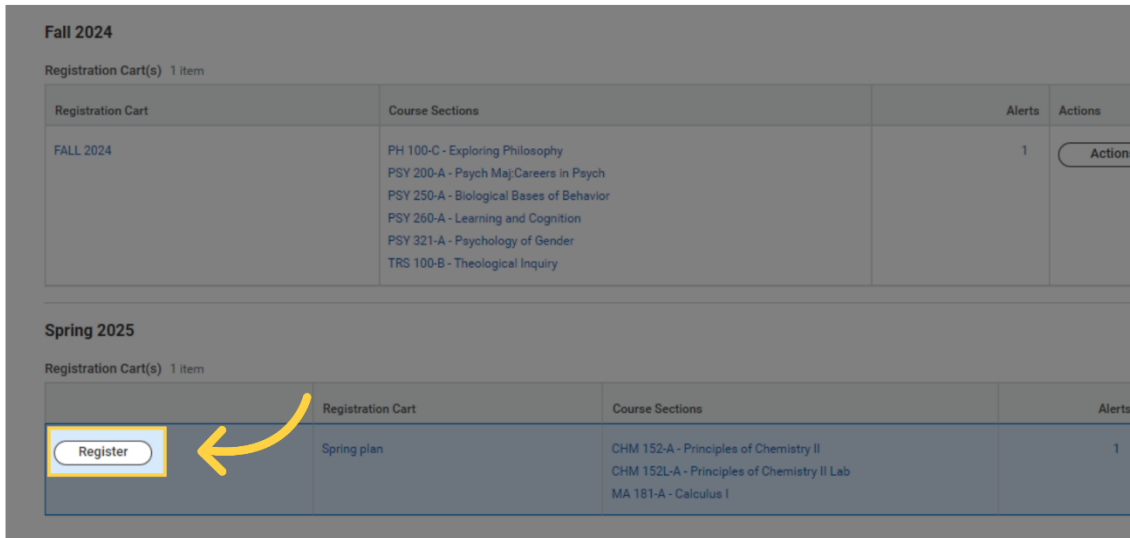 Fall 2024
Registration Cart(s) 1 item
Registration Cart Course Sections Alerts Actions
FALL 2024 PH 100-C - Exploring Philosophy 1 Action
PSY 200-A - Psych Maj:Careers in Psych
PSY 250-A - Biological Bases of Behavior
PSY 260-A - Learning and Cognition
PSY 321-A - Psychology of Gender
TRS 100-B - Theological Inquiry
Spring 2025
Registration Cart(s) 1 item
Registration Cart Course Sections Alerts
Register Spring plan CHM 152-A - Principles of Chemistry II 1
CHM 152L-A - Principles of Chemistry II Lab
MA 181-A - Calculus I